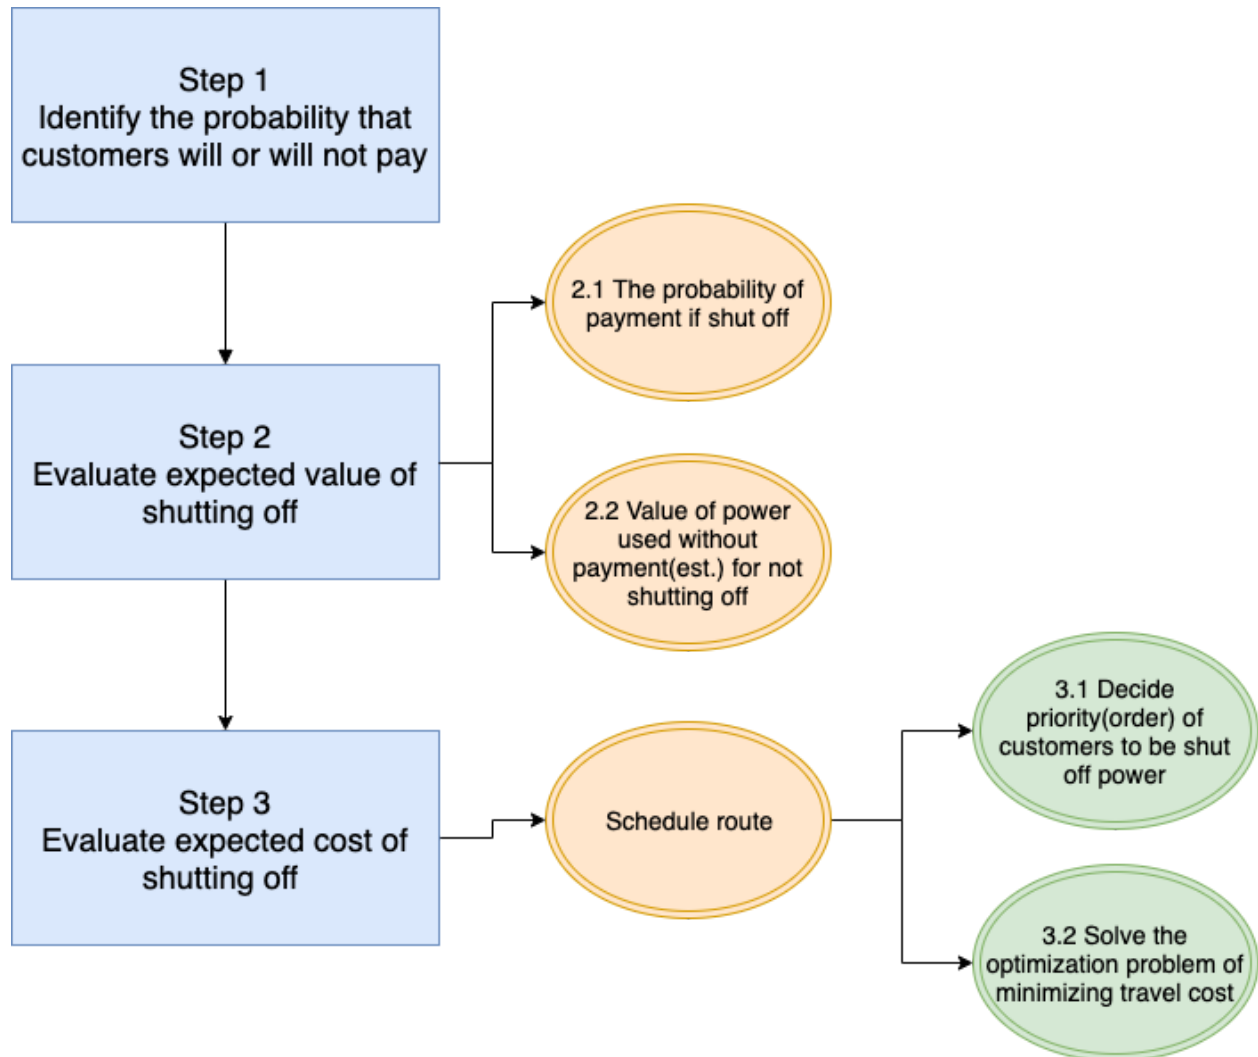 Step 1
Identify the probability that
customers will or will not pay
2.1 The probability of
payment if shut off
Step 2
Evaluate expected value of
shutting off
2.2 Value of power
used without
payment(est.) for not
shutting off
Step 3
Evaluate expected cost of
shutting off
Schedule route
3.1 Decide
priority(order) of
customers to be shut
off power
3.2 Solve the
optimization problem of
minimizing travel cost